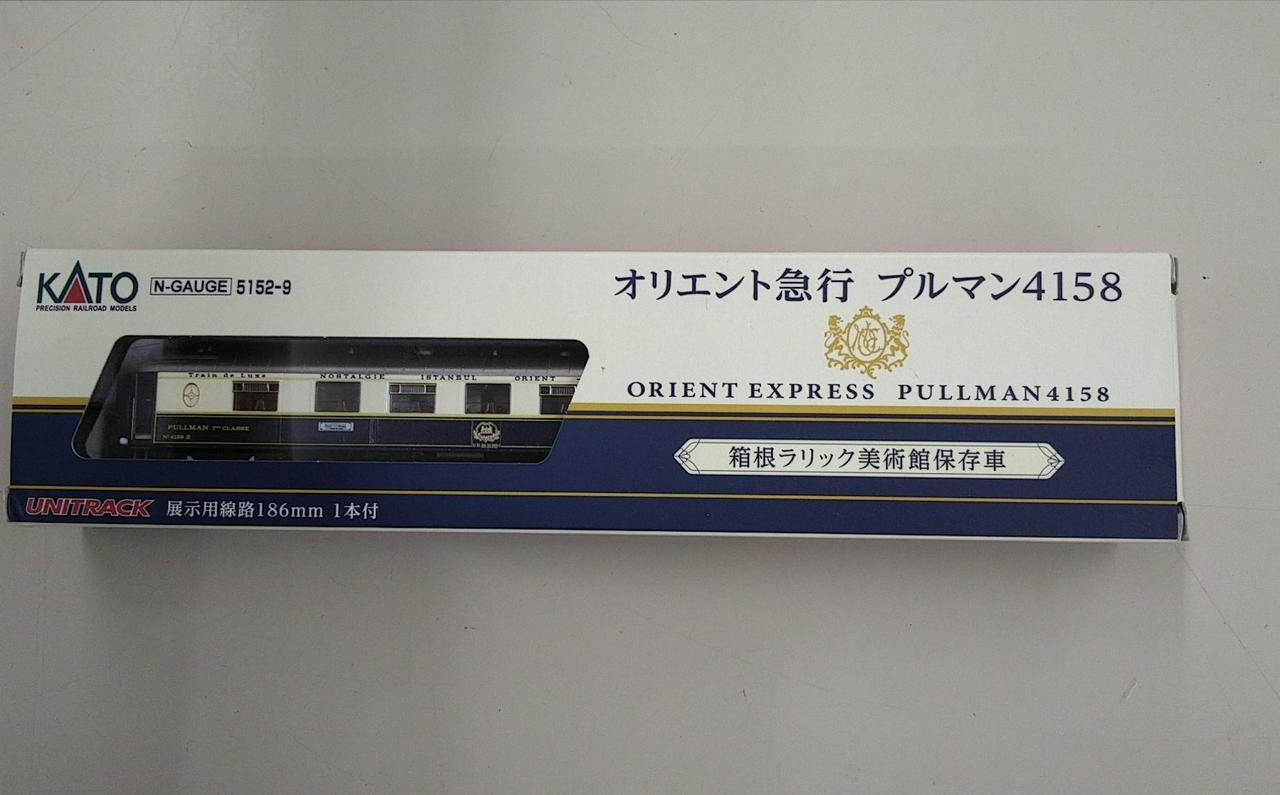 KATO
PRECISION RAILROAD MODELS
N-GAUGE 5152-9
オリエント急行 プルマン4158
ORIENT EXPRESS PULLMAN4158
Train de Luxe NOSTALGIE ISTANBUL ORIENT
PULLMAN 1ère CLASSE
No 4158
箱根ラリック美術館保存車
UNITRACK 展示用線路186mm 1本付